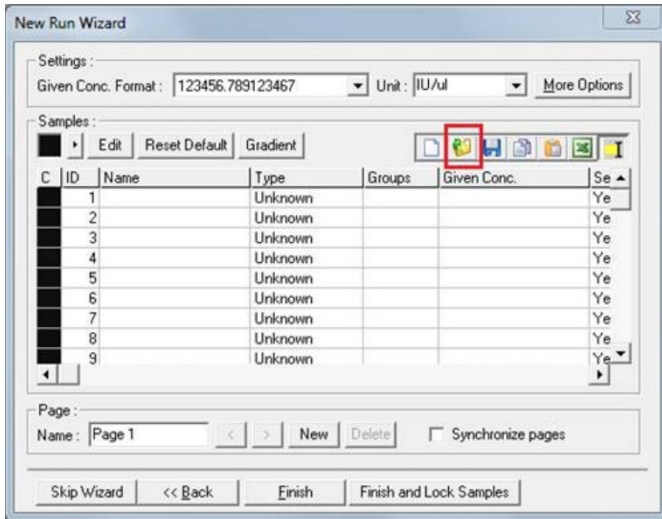 New Run Wizard
Settings :
Given Conc. Format : 123456.789123467 Unit : IU/ul More Options
Samples :
Edit Reset Default Gradient
C ID Name Type Groups Given Conc. Se
1 Unknown Ye
2 Unknown Ye
3 Unknown Ye
4 Unknown Ye
5 Unknown Ye
6 Unknown Ye
7 Unknown Ye
8 Unknown Ye
9 Unknown Ye
Page :
Name : Page 1 < > New Delete Synchronize pages
Skip Wizard << Back Finish Finish and Lock Samples